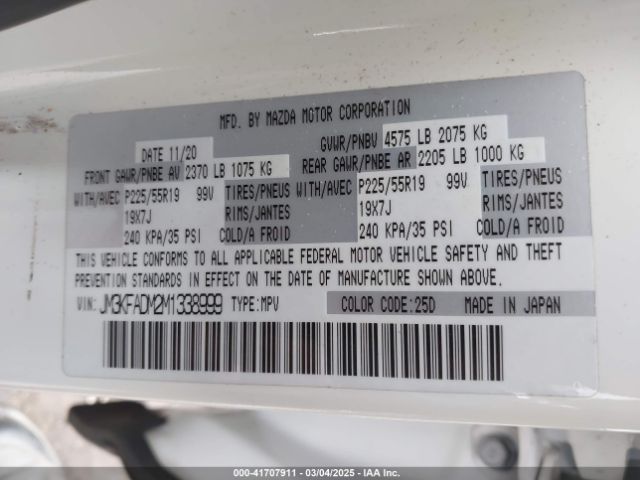 MFD. BY MAZDA MOTOR CORPORATION
DATE 11/20 GVWR/PNBV 4575 LB 2075 KG
FRONT GAWR/PNBE AV 2370 LB 1075 KG REAR GAWR/PNBE AR 2205 LB 1000 KG
WITH/AVEC P225/55R19 99V TIRES/PNEUS WITH/AVEC P225/55R19 99V TIRES/PNEUS
19X7J RIMS/JANTES 19X7J RIMS/JANTES
240 KPA/35 PSI COLD/A FROID 240 KPA/35 PSI COLD/A FROID
THIS VEHICLE CONFORMS TO ALL APPLICABLE FEDERAL MOTOR VEHICLE SAFETY AND THEFT
PREVENTION STANDARDS IN EFFECT ON THE DATE OF MANUFACTURE SHOWN ABOVE.
VIN: JM3KFADM2M1338999 TYPE:MPV COLOR CODE:25D MADE IN JAPAN
000-41707911 - 03/04/2025 - IAA Inc.